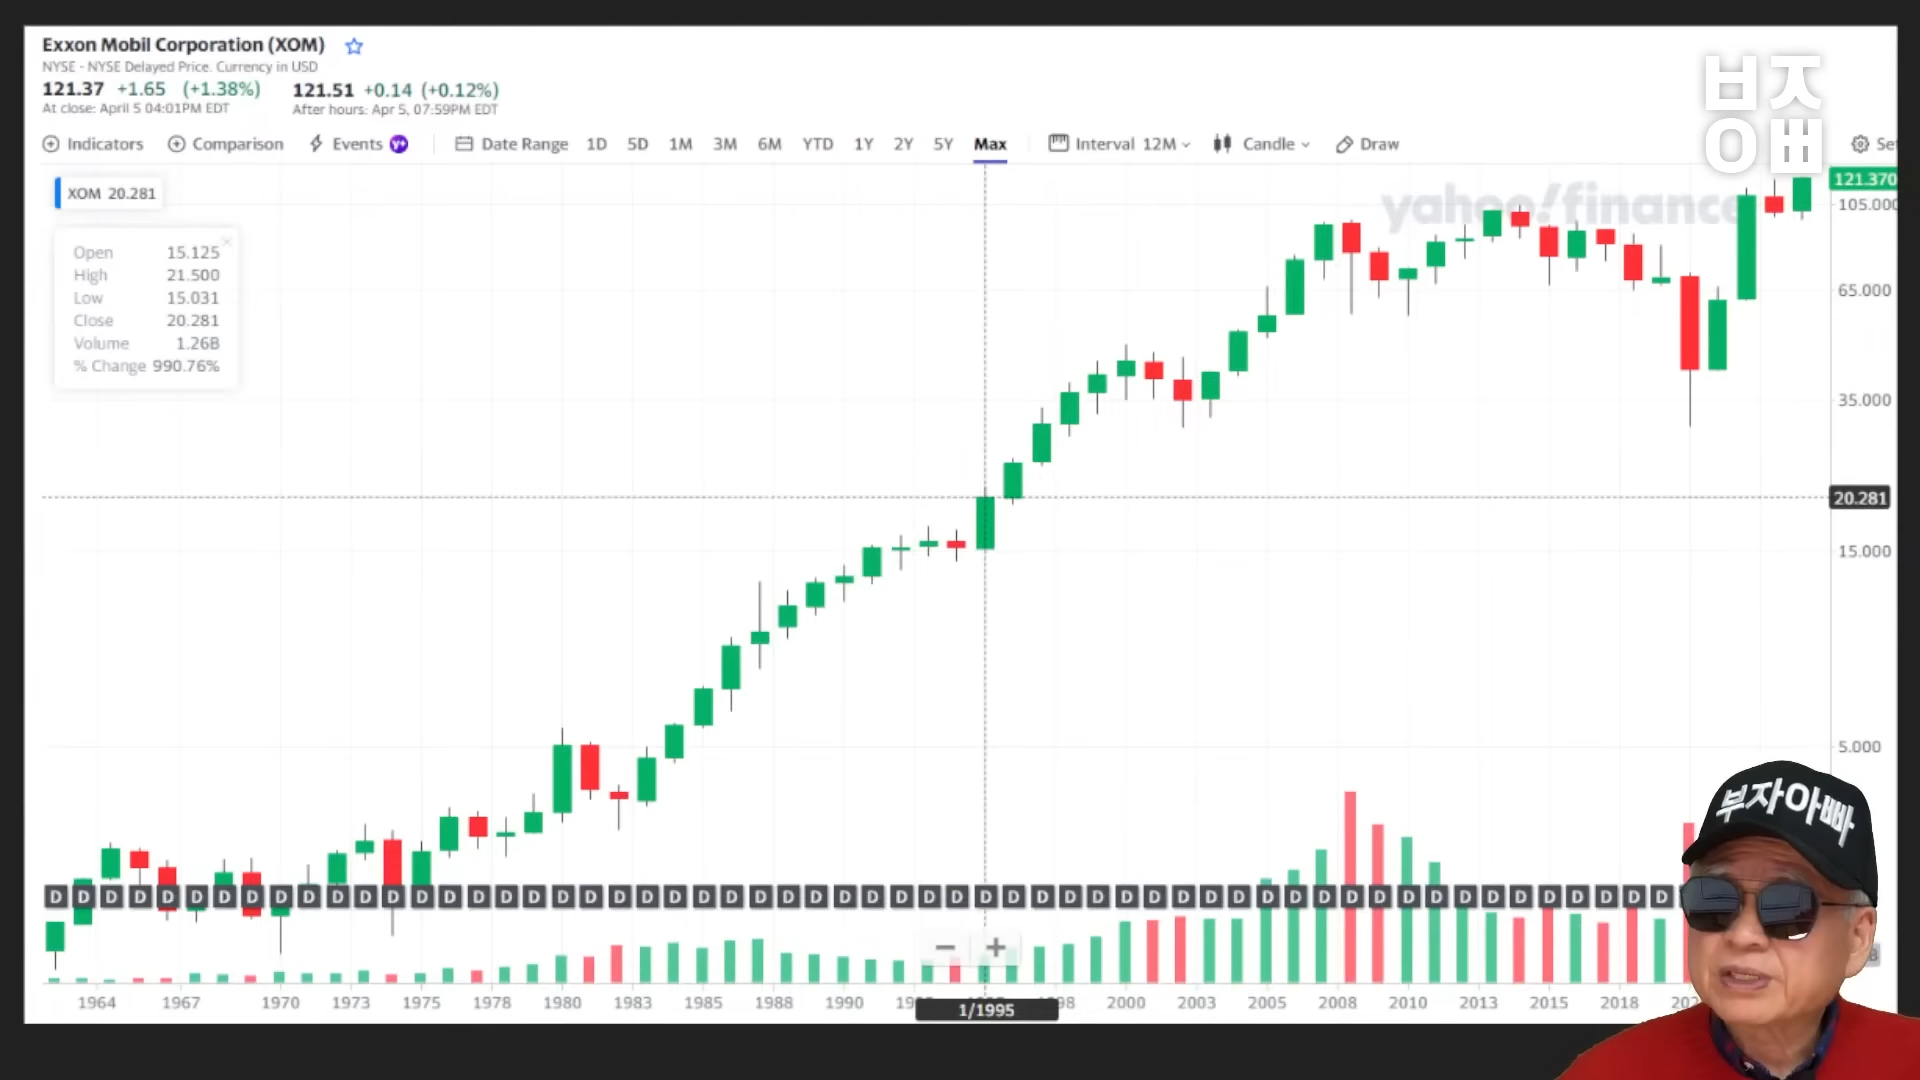 Exxon Mobil Corporation (XOM)
NYSE - NYSE Delayed Price. Currency in USD
121.37 +1.65 (+1.38%) 121.51 +0.14 (+0.12%)
At close: April 5 04:01PM EDT After hours: Apr 5, 07:59PM EDT
부자
아빠
Indicators Comparison Events Y+ Date Range 1D 5D 1M 3M 6M YTD 1Y 2Y 5Y Max Interval 12M Candle Draw
XOM 20.281
yahoo!finance
121.370
105.000
Open 15.125
High 21.500
Low 15.031
Close 20.281
Volume 1.26B
% Change 990.76%
65.000
35.000
20.281
15.000
5.000
부자아빠
D D D D D D D D D D D D D D D D D D D D D D D D D D D D D D D D D D D D D D D D D D D D D D D D D D D D D D D D D D
1964 1967 1970 1973 1975 1978 1980 1983 1985 1988 1990 1/1995 2000 2003 2005 2008 2010 2013 2015 2018